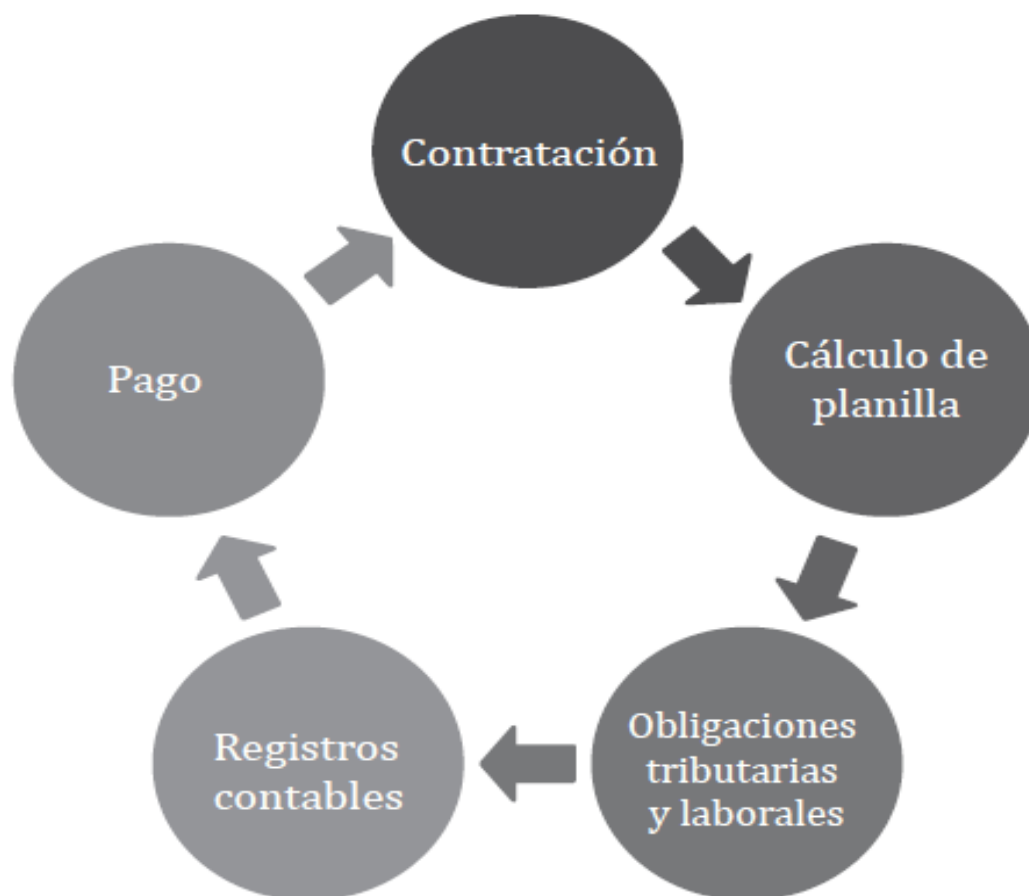 Contratación
Cálculo de
planilla
Obligaciones
tributarias
y laborales
Registros
contables
Pago